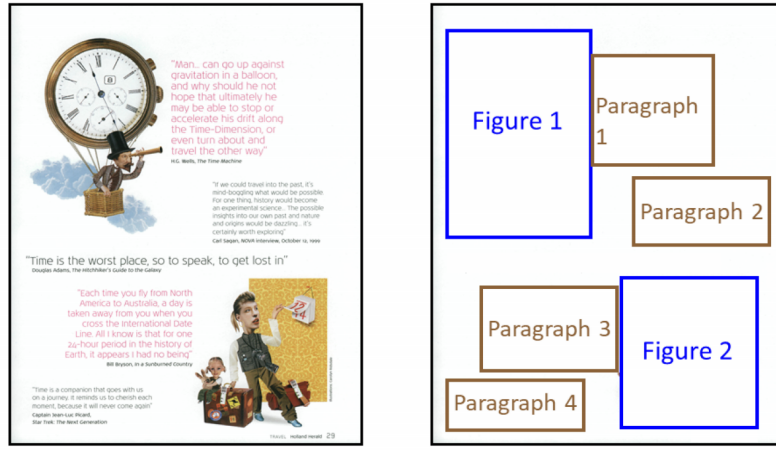 "Man... can go up against
gravitation in a balloon,
and why should he not
hope that ultimately he
may be able to stop or
accelerate his drift along
the Time-Dimension, or
even turn about and
travel the other way"
H.G. Wells, The Time Machine
"If we could travel into the past, it's
mind-boggling what would be possible
For one thing, history would become
an experimental science... The possible
insights into our own past and nature
and origins would be dazzling... it's
certainly worth exploring"
Carl Sagan, NOVA interview, October 12, 1999
"Time is the worst place, so to speak, to get lost in"
Douglas Adams, The Hitchhiker's Guide to the Galaxy
"Each time you fly from North
America to Australia, a day is
taken away from you when you
cross the International Date
Line. All I know is that for one
24-hour period in the history of
Earth, it appears I had no being"
Bill Bryson, In a Sunburned Country
"Time is a companion that goes with us
on a journey. It reminds us to cherish each
moment, because it will never come again"
Captain Jean-Luc Picard,
Star Trek: The Next Generation
TRAVEL Holland Herald 29
Figure 1
Paragraph
1
Paragraph 2
Paragraph 3
Figure 2
Paragraph 4